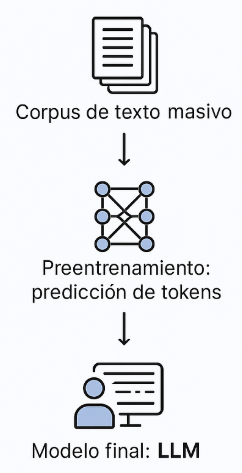 Corpus de texto masivo
Preentrenamiento:
predicción de tokens
Modelo final: LLM